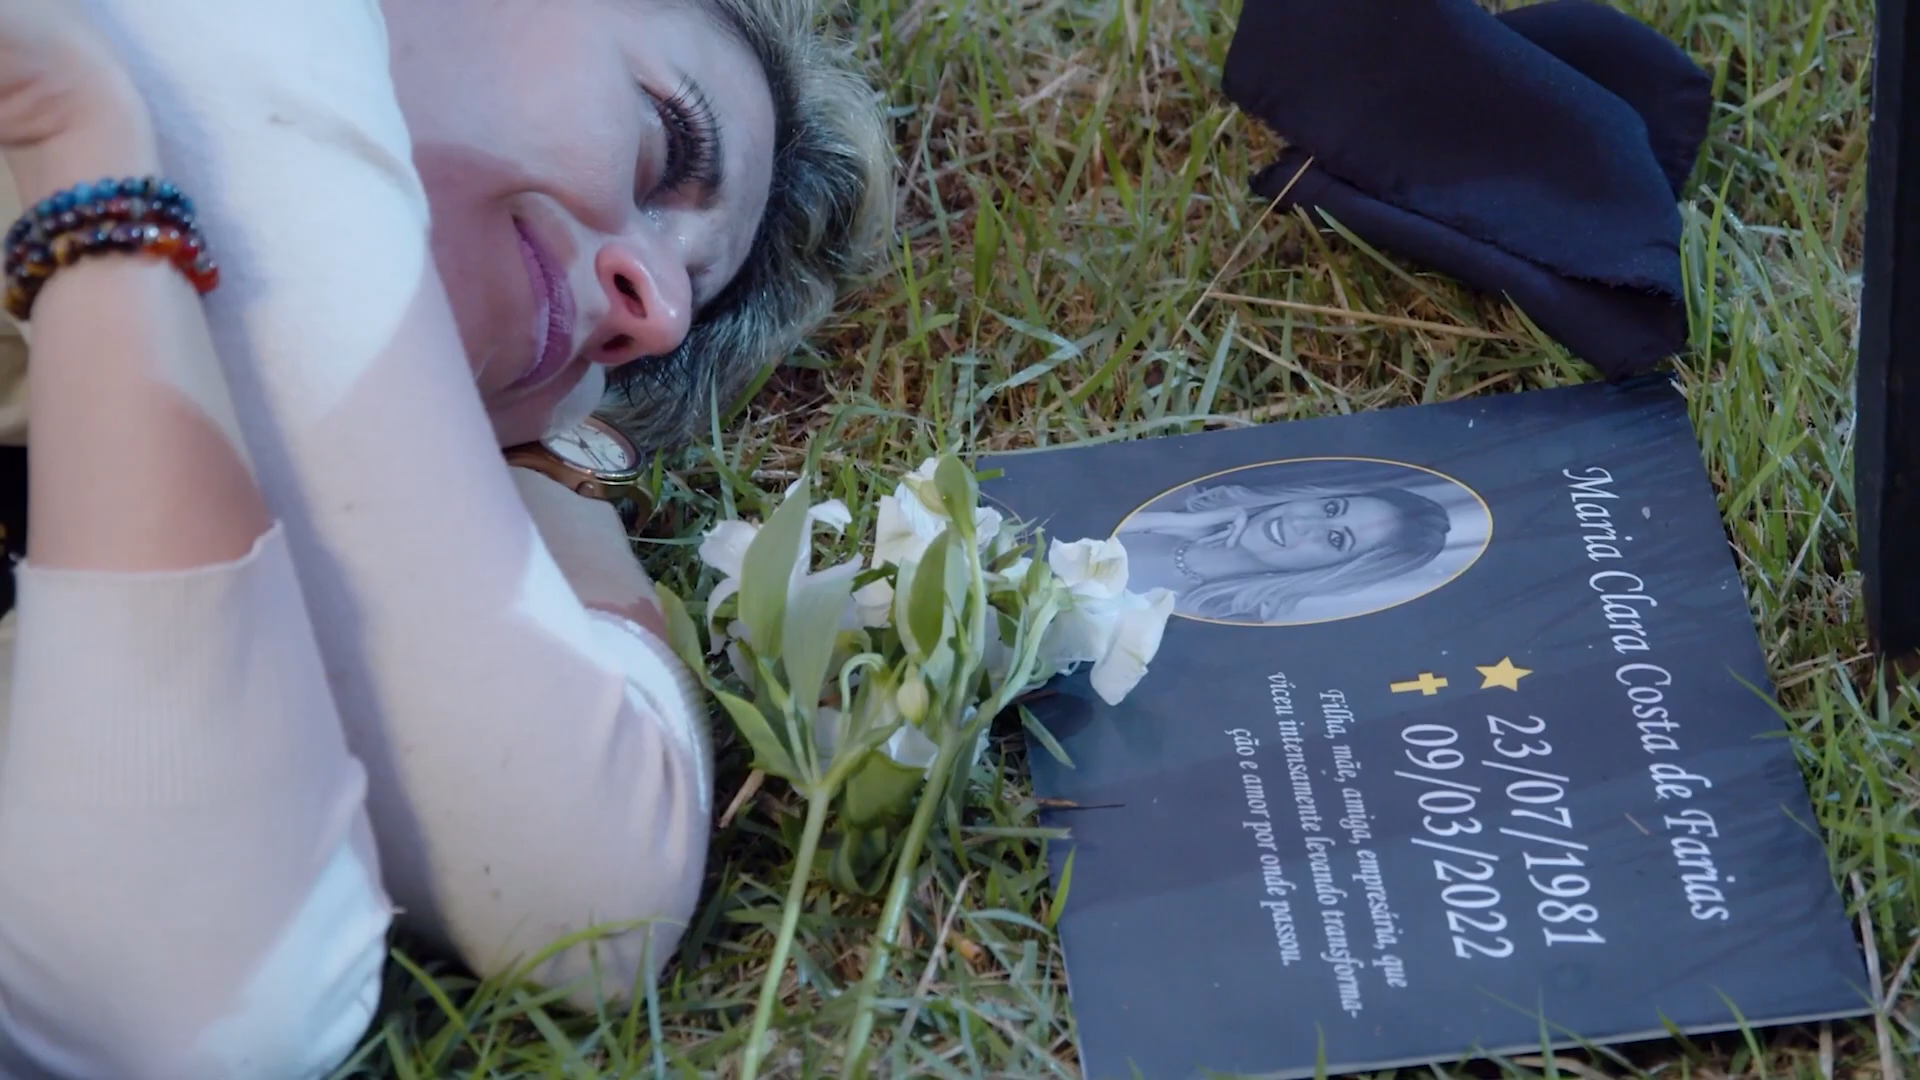 Maria Clara Costa de Farias
23/07/1981
09/03/2022
Filha, mãe, amiga, empresária, que
viveu intensamente levando transforma-
ção e amor por onde passou.